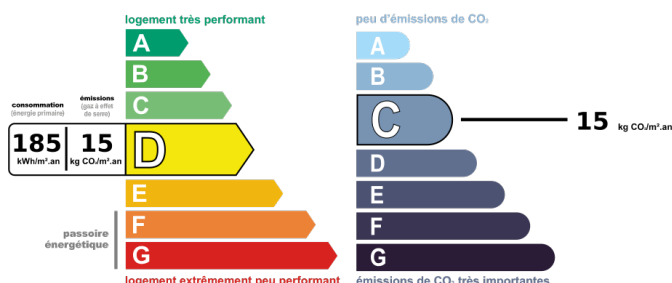 logement très performant
A
B
C
consommation
(énergie primaire)
émissions
(gaz à effet
de serre)
185
kWh/m².an
15
kg CO₂/m².an
D
E
F
G
passoire
énergétique
logement extrêmement peu performant
peu d'émissions de CO₂
A
B
C
15 kg CO₂/m².an
D
E
F
G
émissions de CO₂ très importantes